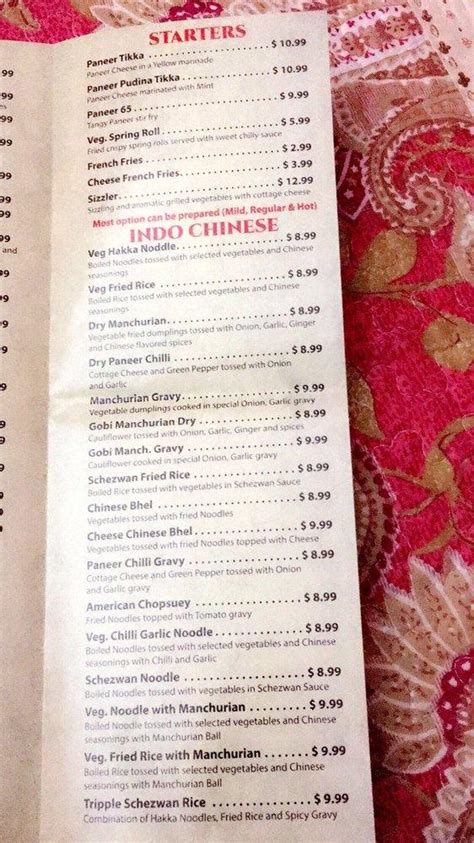 STARTERS
Paneer Tikka . . . . . . . . . . . . . . . . . . . . . . . $ 10.99
Paneer Cheese in a Yellow marinade
Paneer Pudina Tikka . . . . . . . . . . . . . . . . $ 10.99
Paneer Cheese marinated with Mint
Paneer 65 . . . . . . . . . . . . . . . . . . . . . . . . . . $ 9.99
Tangy Paneer stir fry
Veg. Spring Roll . . . . . . . . . . . . . . . . . . . . . $ 5.99
Fried crispy spring rolls served with sweet chilly sauce
French Fries . . . . . . . . . . . . . . . . . . . . . . . . $ 2.99
Cheese French Fries. . . . . . . . . . . . . . . . . . $ 3.99
Sizzler. . . . . . . . . . . . . . . . . . . . . . . . . . . . $ 12.99
Sizzling and aromatic grilled vegetables with cottage cheese
Most option can be prepared (Mild, Regular & Hot)
INDO CHINESE
Veg Hakka Noddle. . . . . . . . . . . . . . . . . . . $ 8.99
Boiled Noodles tossed with selected vegetables and Chinese
seasonings
Veg Fried Rice . . . . . . . . . . . . . . . . . . . . . . $ 8.99
Boiled Rice tossed with selected vegetables and Chinese
seasonings
Dry Manchurian. . . . . . . . . . . . . . . . . . . . . $ 8.99
Vegetable fried dumplings tossed with Onion, Garlic, Ginger
and Chinese flavored spices
Dry Paneer Chilli . . . . . . . . . . . . . . . . . . . . $ 8.99
Cottage Cheese and Green Pepper tossed with Onion
and Garlic
Manchurian Gravy. . . . . . . . . . . . . . . . . . . $ 9.99
Vegetable dumplings cooked in special Onion, Garlic gravy
Gobi Manchurian Dry . . . . . . . . . . . . . . . . $ 8.99
Cauliflower tossed with Onion, Garlic, Ginger and spices
Gobi Manch. Gravy . . . . . . . . . . . . . . . . . . $ 9.99
Cauliflower cooked in special Onion, Garlic gravy
Schezwan Fried Rice . . . . . . . . . . . . . . . . . $ 8.99
Boiled Rice tossed with vegetables in Schezwan Sauce
Chinese Bhel . . . . . . . . . . . . . . . . . . . . . . . $ 8.99
Vegetables tossed with fried Noodles
Cheese Chinese Bhel. . . . . . . . . . . . . . . . . . $ 9.99
Vegetables tossed with fried Noodles topped with Cheese
Paneer Chilli Gravy . . . . . . . . . . . . . . . . . . $ 8.99
Cottage Cheese and Green Pepper tossed with Onion
and Garlic gravy
American Chopsuey . . . . . . . . . . . . . . . . . $ 8.99
Fried Noodles topped with Tomato gravy
Veg. Chilli Garlic Noodle. . . . . . . . . . . . . . . $ 8.99
Boiled Noodle tossed with selected vegetables and Chinese
seasonings with Chilli and Garlic
Schezwan Noodle . . . . . . . . . . . . . . . . . . . $ 8.99
Boiled Noodles tossed with vegetables in Schezwan Sauce
Veg. Noodle with Manchurian . . . . . . . . . $ 9.99
Boiled Noodle tossed with selected vegetables and Chinese
seasonings with Manchurian Ball
Veg. Fried Rice with Manchurian . . . . . . . $ 9.99
Boiled Rice tossed with selected vegetables and Chinese
seasonings with Manchurian Ball
Tripple Schezwan Rice . . . . . . . . . . . . . . . . $ 9.99
Combination of Hakka Noodles, Fried Rice and Spicy Gravy